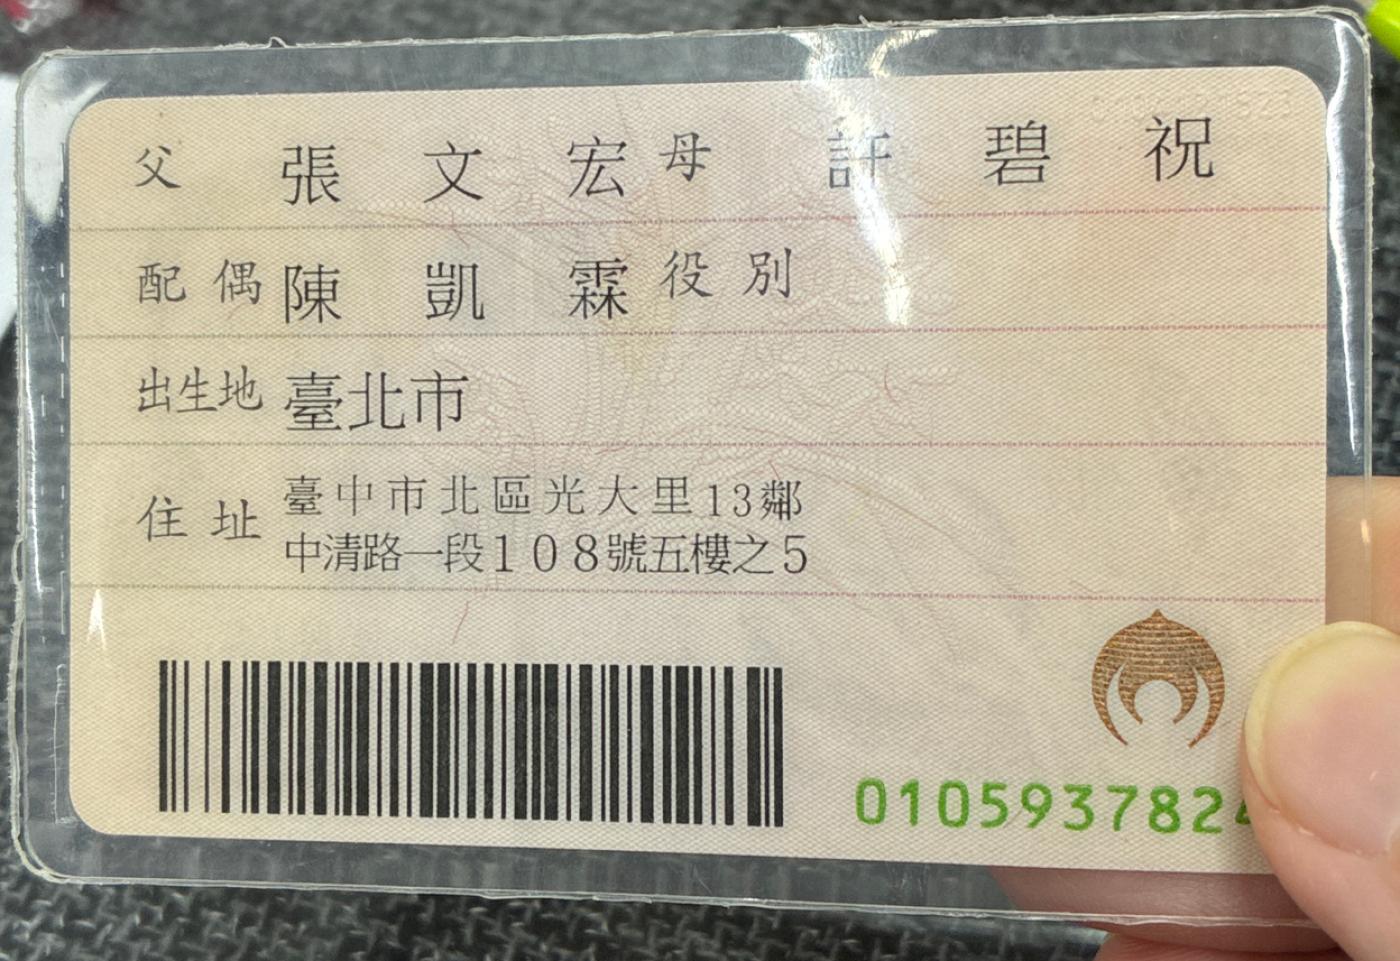 父 張文宏 母 許碧祝
配偶 陳凱霖 役別
出生地 臺北市
住址 臺中市北區光大里13鄰
中清路一段108號五樓之5
0105937824